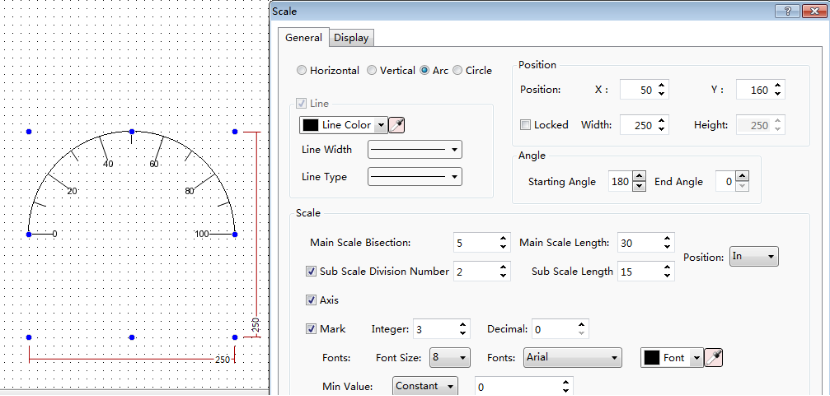 Scale
General Display
Horizontal Vertical Arc Circle
Line
Line Color
Line Width
Line Type
Position
Position: X : 50 Y : 160
Locked Width: 250 Height: 250
Angle
Starting Angle 180 End Angle 0
Scale
Main Scale Bisection: 5 Main Scale Length: 30
Position: In
Sub Scale Division Number 2 Sub Scale Length 15
Axis
Mark Integer: 3 Decimal: 0
Fonts: Font Size: 8 Fonts: Arial Font
Min Value: Constant 0
40 60
20 80
0 100
250
250